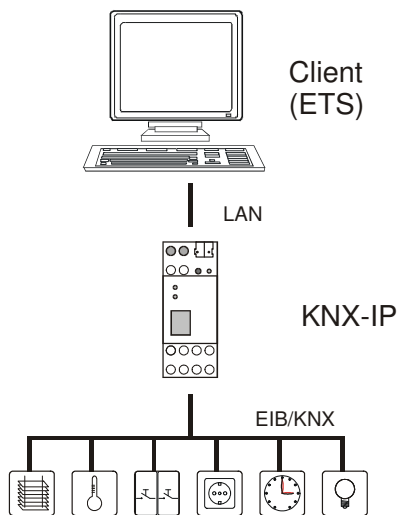 Client
(ETS)
LAN
KNX-IP
EIB/KNX